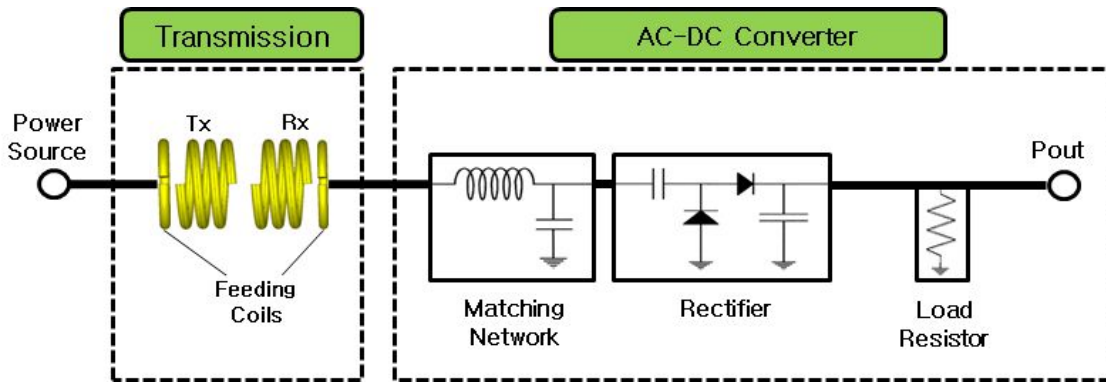 Transmission
AC-DC Converter
Power
Source
Tx
Rx
Pout
Feeding
Coils
Matching
Network
Rectifier
Load
Resistor